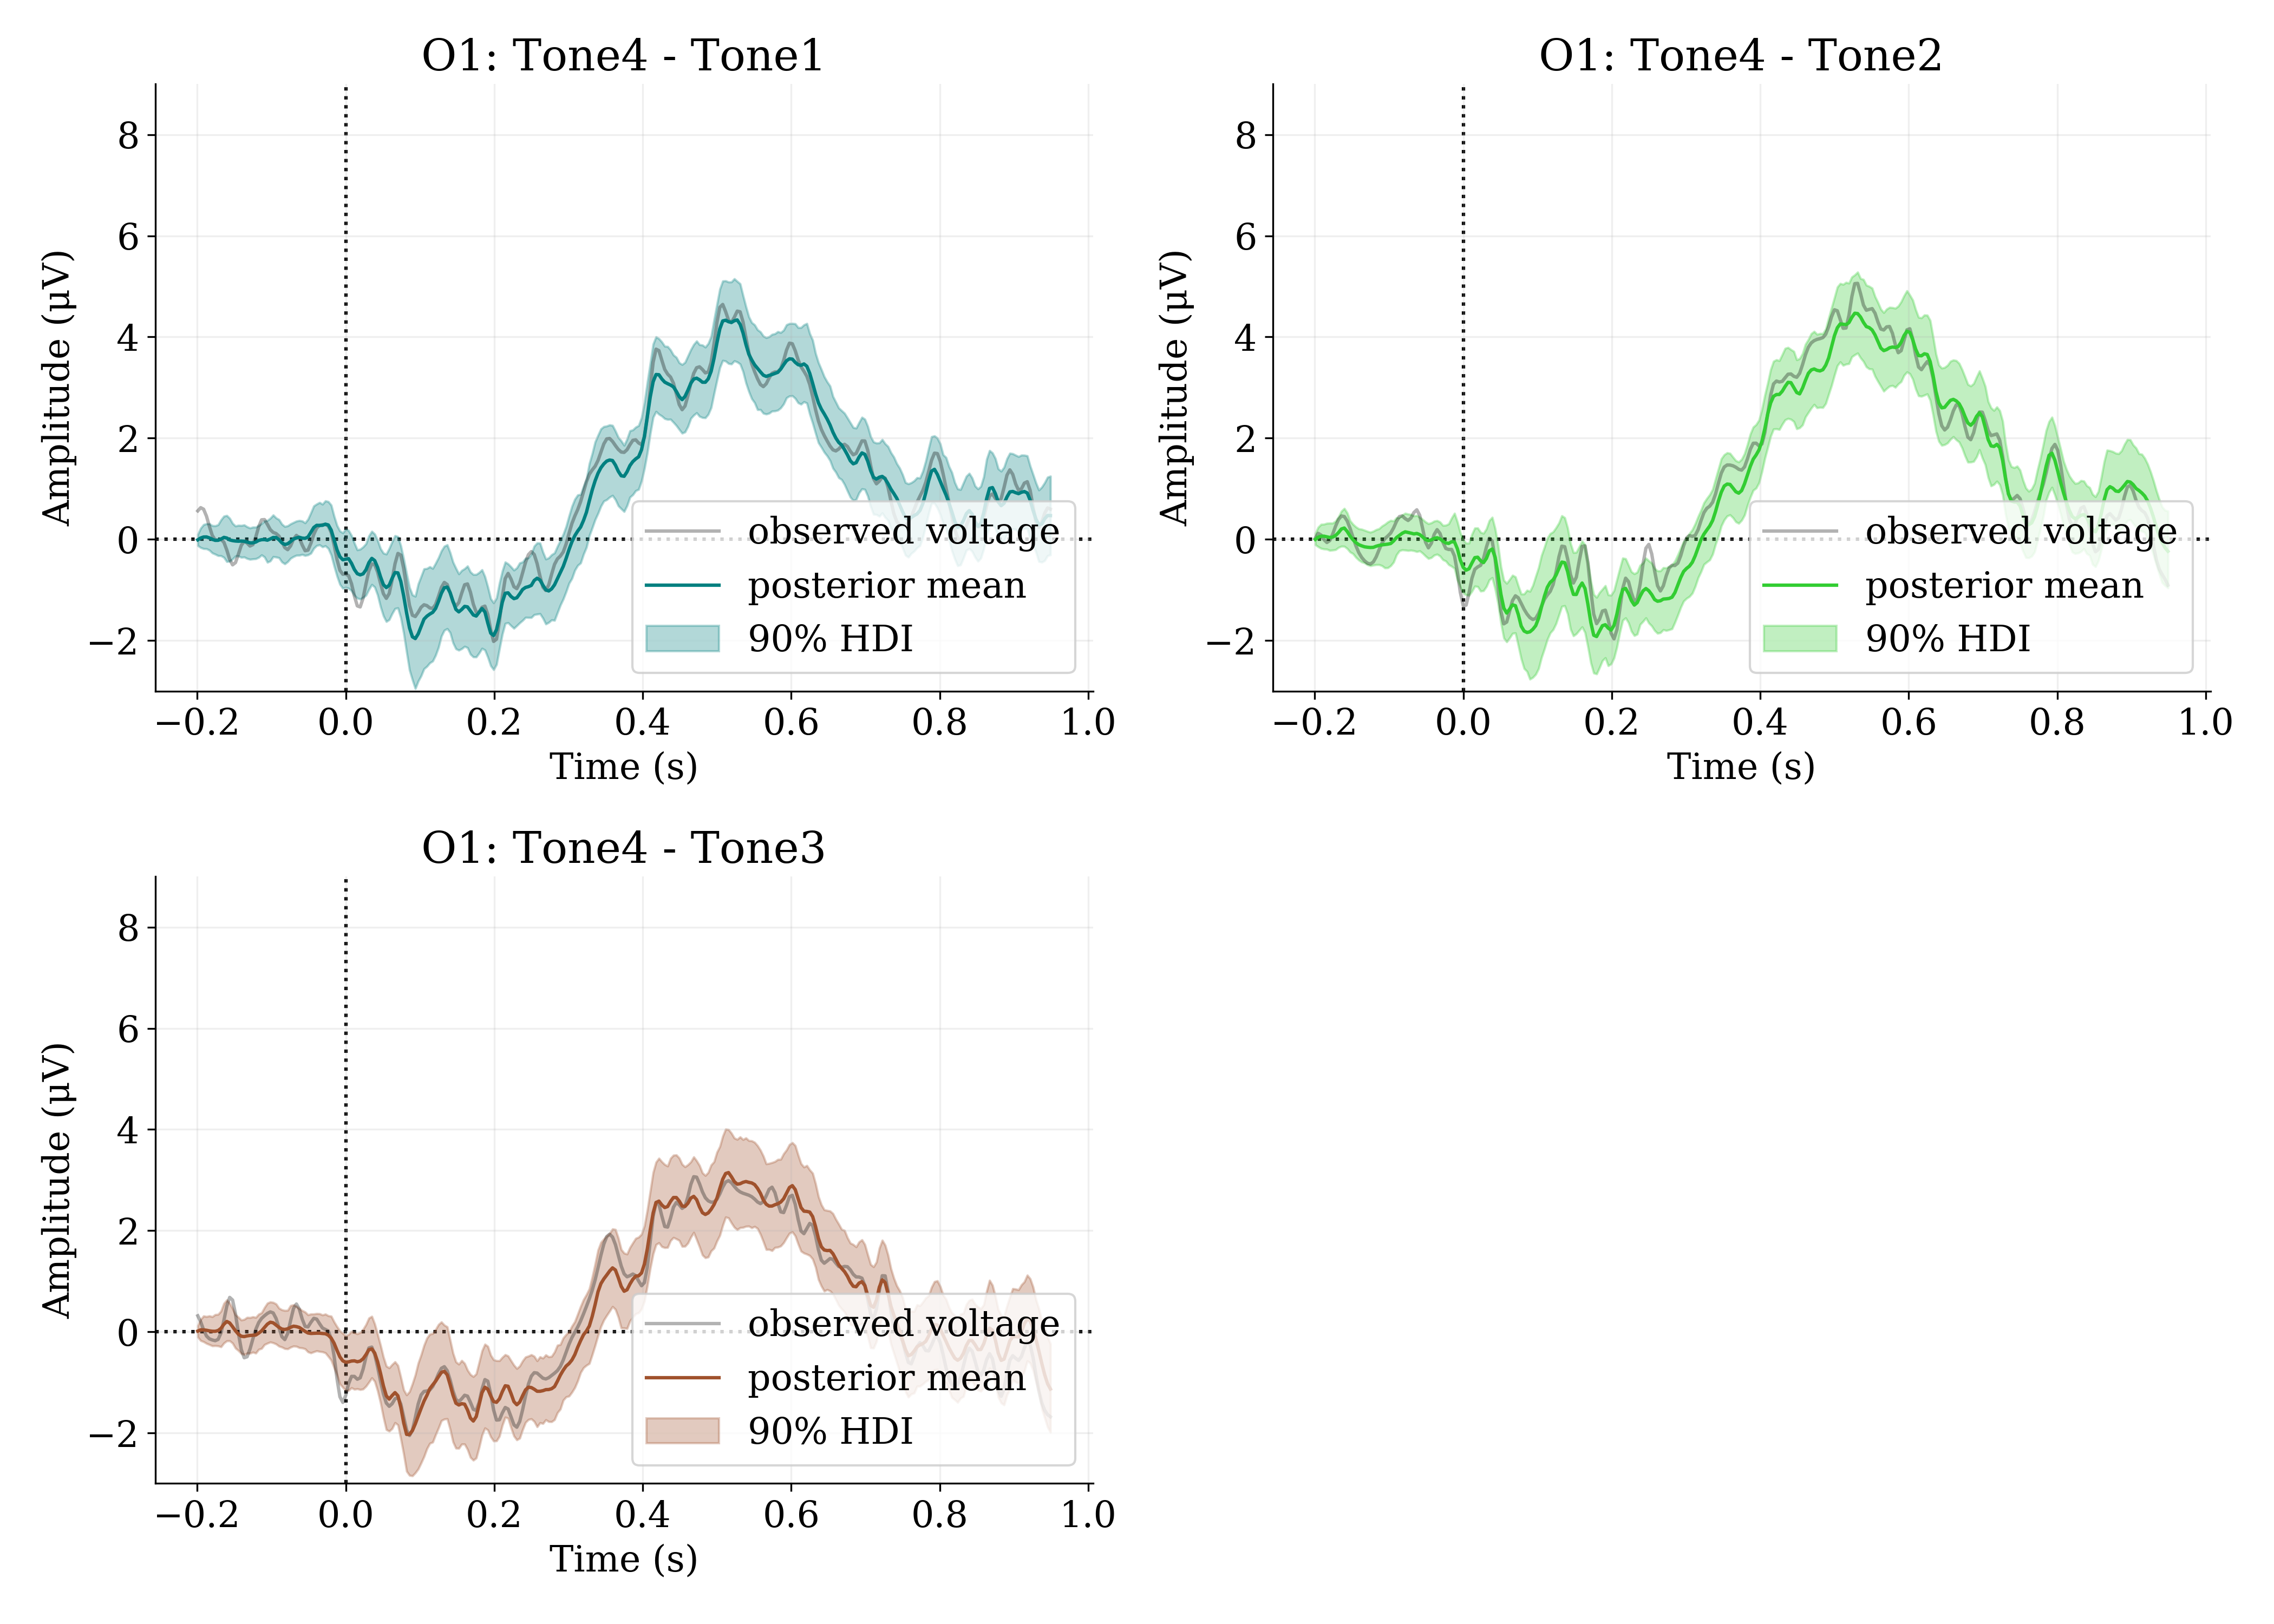 O1: Tone4 - Tone1
Amplitude (μV)
8
6
4
2
0
−2
observed voltage
posterior mean
90% HDI
−0.2 0.0 0.2 0.4 0.6 0.8 1.0
Time (s)
O1: Tone4 - Tone2
Amplitude (μV)
8
6
4
2
0
−2
observed voltage
posterior mean
90% HDI
−0.2 0.0 0.2 0.4 0.6 0.8 1.0
Time (s)
O1: Tone4 - Tone3
Amplitude (μV)
8
6
4
2
0
−2
observed voltage
posterior mean
90% HDI
−0.2 0.0 0.2 0.4 0.6 0.8 1.0
Time (s)